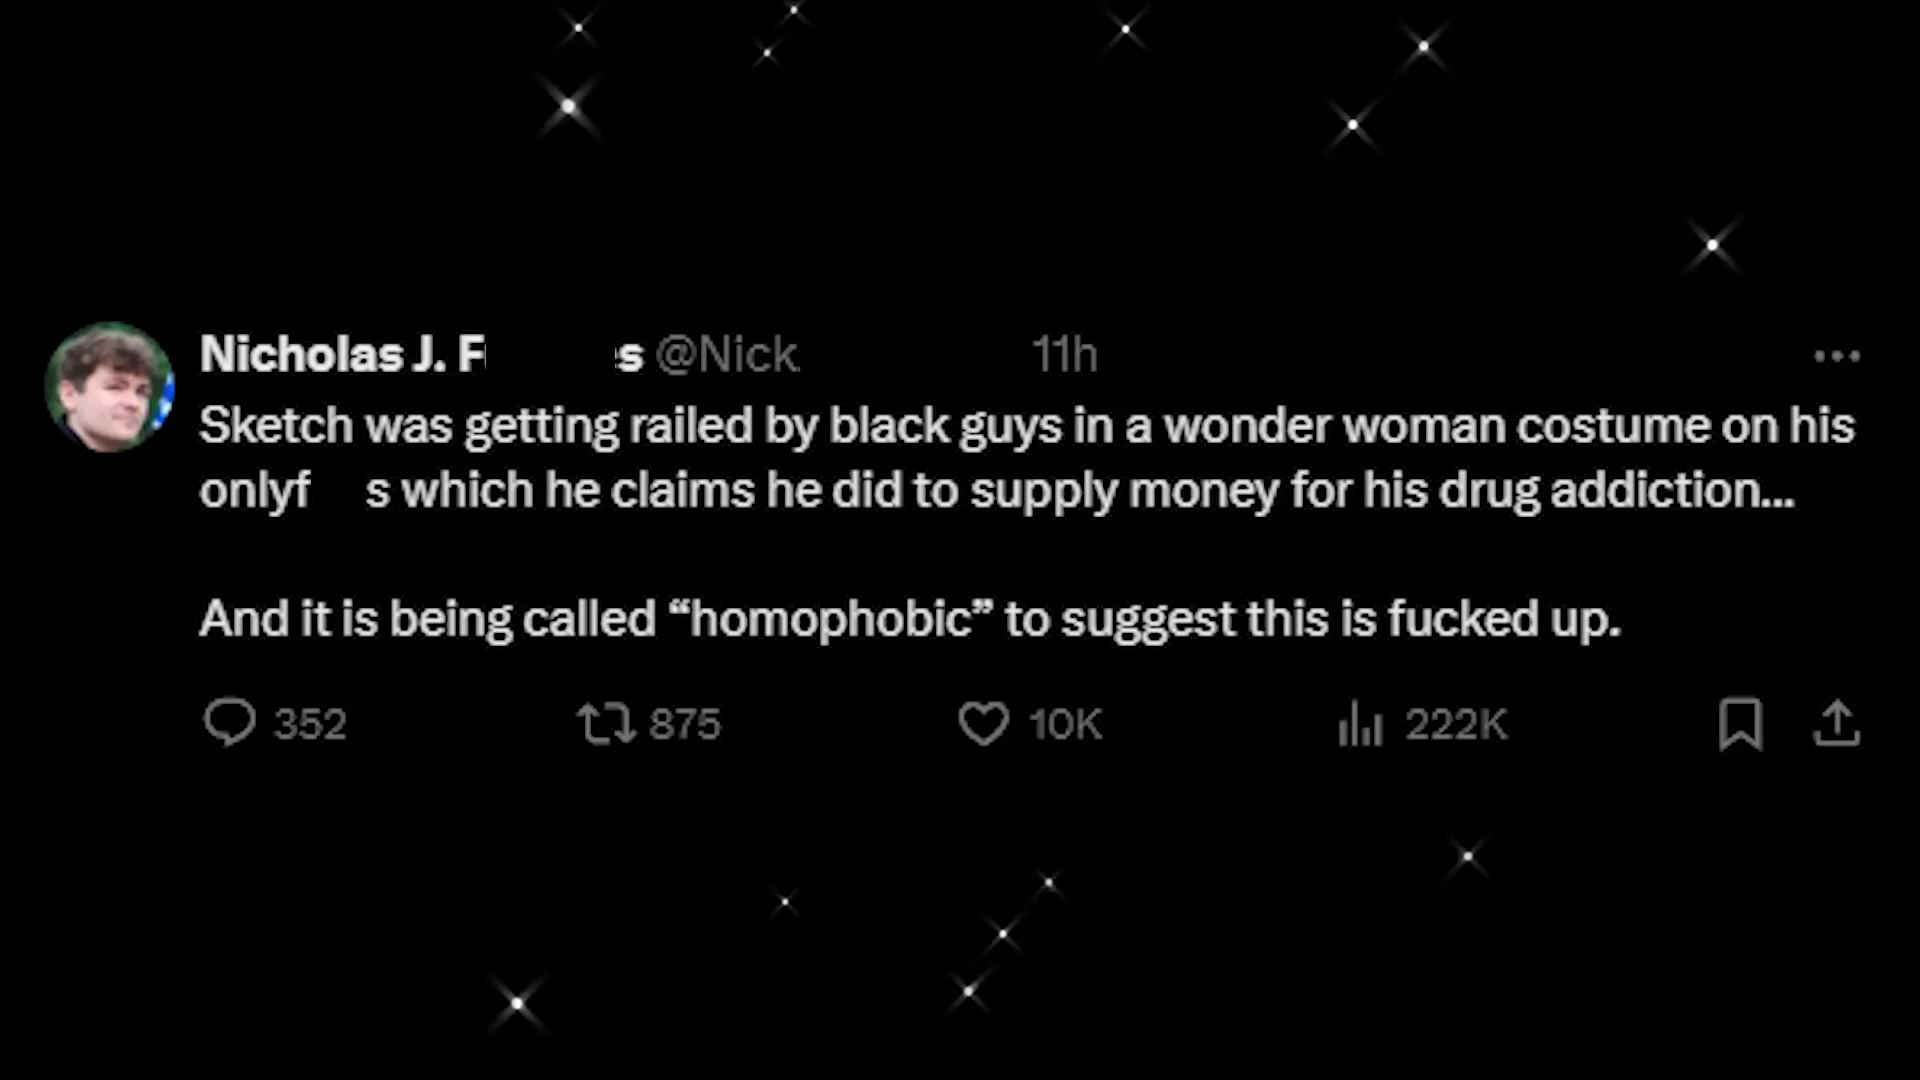 Nicholas J. F s @Nick 11h
Sketch was getting railed by black guys in a wonder woman costume on his
onlyf s which he claims he did to supply money for his drug addiction...
And it is being called “homophobic” to suggest this is fucked up.
352 875 10K 222K